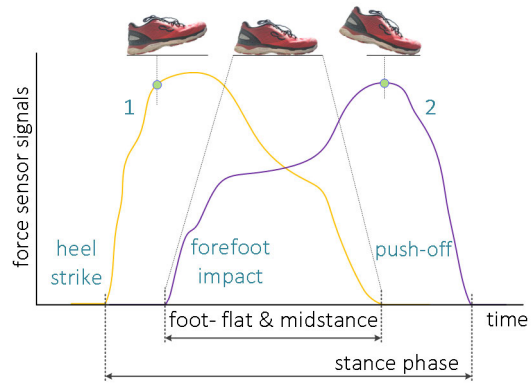 force sensor signals
1
2
heel
strike
forefoot
impact
push-off
foot- flat & midstance
time
stance phase